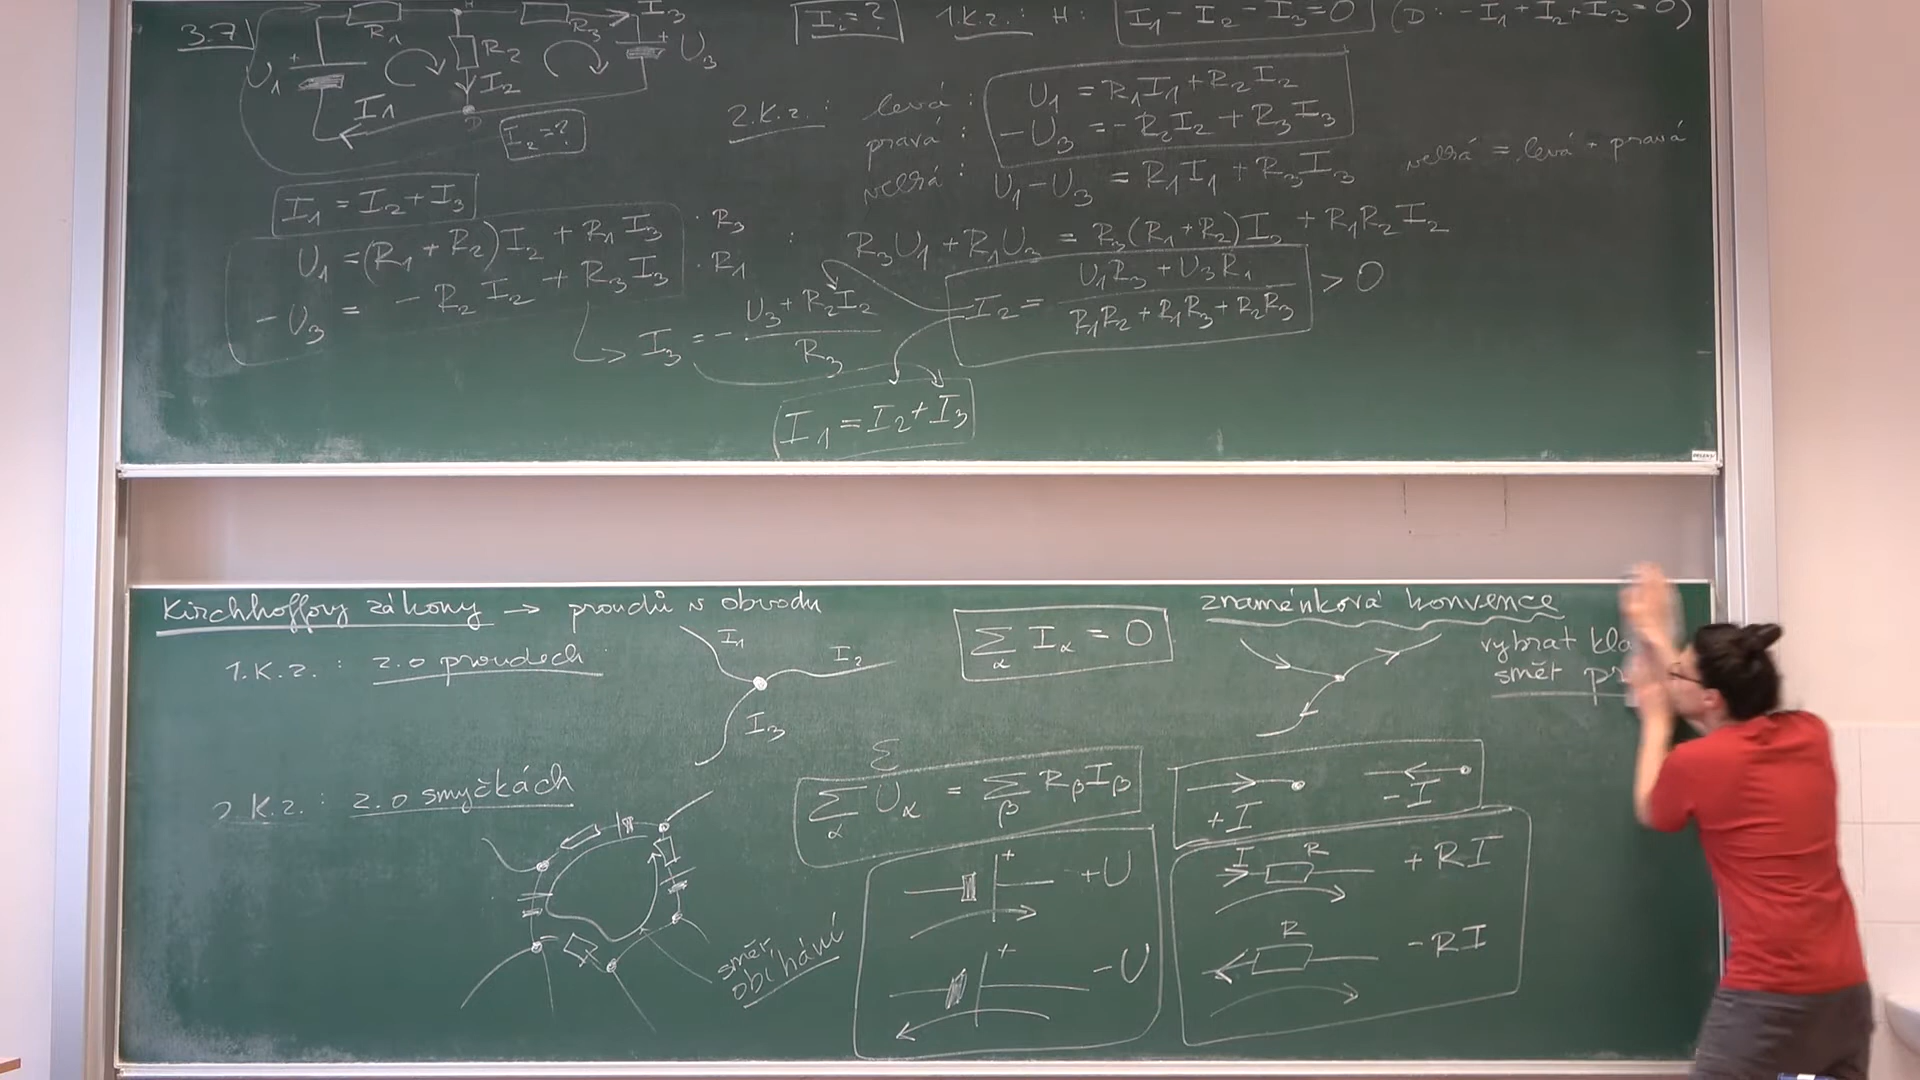 3.7)
R1
H
R3
I3
U1
+
R2
I2
+
U3
I1
D
I2=?
Ii=?
1.K.z.: H: I1 - I2 - I3 = 0 (D: -I1 + I2 + I3 = 0)
2.K.z.: levá: U1 = R1I1 + R2I2
pravá: -U3 = -R2I2 + R3I3
velká: U1 - U3 = R1I1 + R3I3
velká = levá + pravá
I1 = I2 + I3
U1 = (R1 + R2)I2 + R1I3 · R3
-U3 = -R2I2 + R3I3 · R1
: R3U1 + R1U3 = R3(R1+R2)I2 + R1R2I2
I2 = (U1R3 + U3R1) / (R1R2 + R1R3 + R2R3) > 0
I3 = - (U3 + R2I2) / R3
I1 = I2 + I3
Kirchhoffovy zákony → proudů v obvodu
1.K.z.: z. o proudech
I1
I2
I3
∑α Iα = 0
znaménková konvence
vybrat kla
směr pr
2.K.z.: z. o smyčkách
směr obíhání
Σ
∑α Uα = ∑β RβIβ
+I
-I
+
+U
+
-U
I
R
+RI
R
-RI